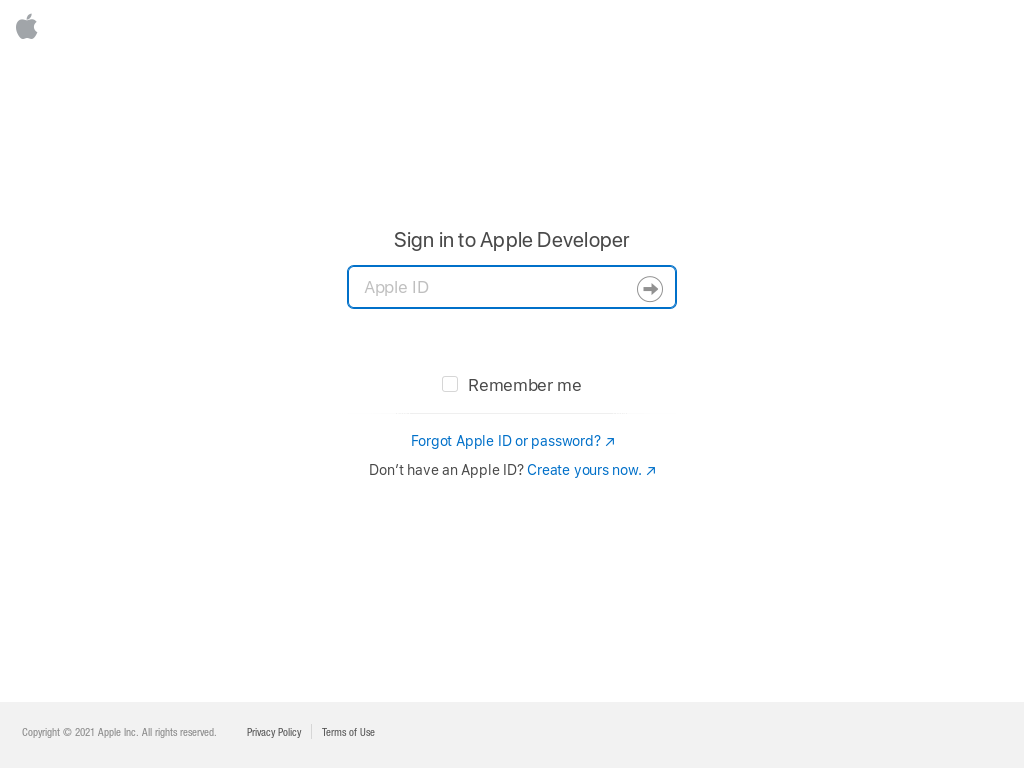 Sign in to Apple Developer
Apple ID
Remember me
Forgot Apple ID or password?
Don’t have an Apple ID? Create yours now.
Copyright © 2021 Apple Inc. All rights reserved. Privacy Policy Terms of Use